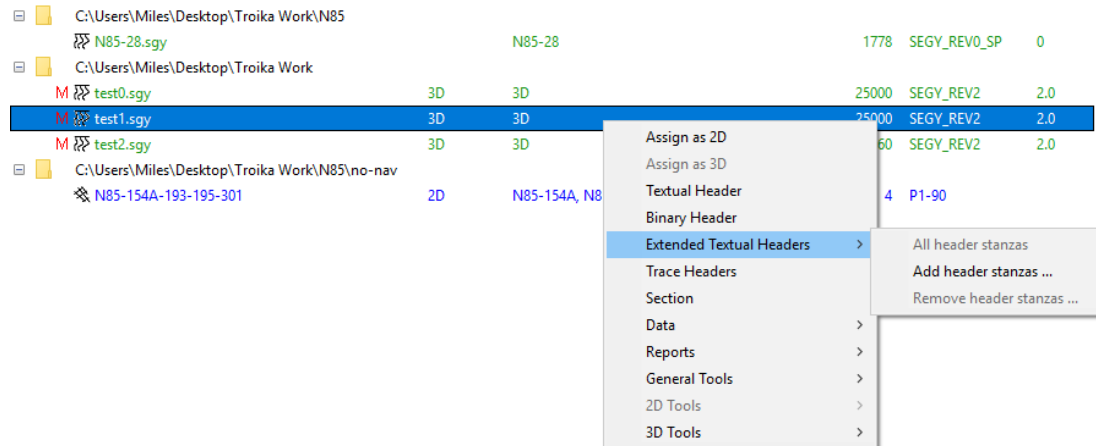 C:\Users\Miles\Desktop\Troika Work\N85
N85-28.sgy N85-28 1778 SEGY_REV0_SP 0
C:\Users\Miles\Desktop\Troika Work
M test0.sgy 3D 3D 25000 SEGY_REV2 2.0
M test1.sgy 3D 3D 25000 SEGY_REV2 2.0
M test2.sgy 3D 3D 60 SEGY_REV2 2.0
C:\Users\Miles\Desktop\Troika Work\N85\no-nav
N85-154A-193-195-301 2D N85-154A, N8 4 P1-90
Assign as 2D
Assign as 3D
Textual Header
Binary Header
Extended Textual Headers
Trace Headers
Section
Data
Reports
General Tools
2D Tools
3D Tools
All header stanzas
Add header stanzas ...
Remove header stanzas ...